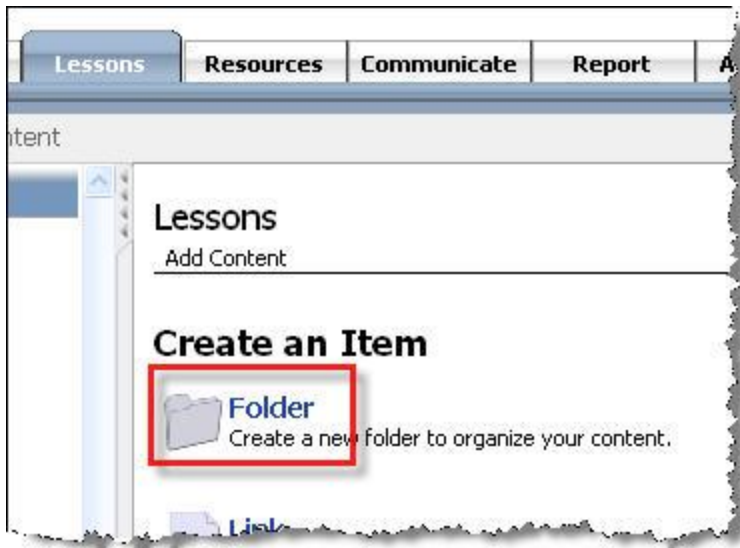 Lessons Resources Communicate Report A
ntent
Lessons
Add Content
Create an Item
Folder
Create a new folder to organize your content.
Link